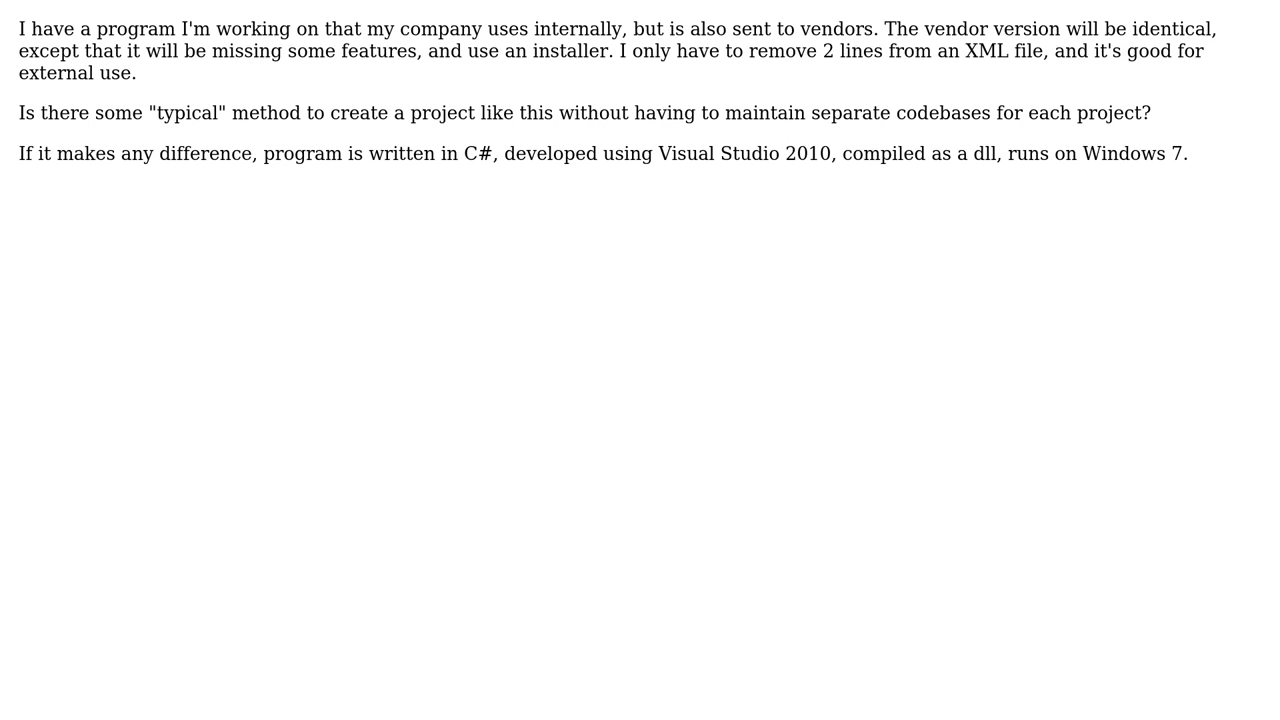 I have a program I'm working on that my company uses internally, but is also sent to vendors. The vendor version will be identical,
except that it will be missing some features, and use an installer. I only have to remove 2 lines from an XML file, and it's good for
external use.
Is there some "typical" method to create a project like this without having to maintain separate codebases for each project?
If it makes any difference, program is written in C#, developed using Visual Studio 2010, compiled as a dll, runs on Windows 7.